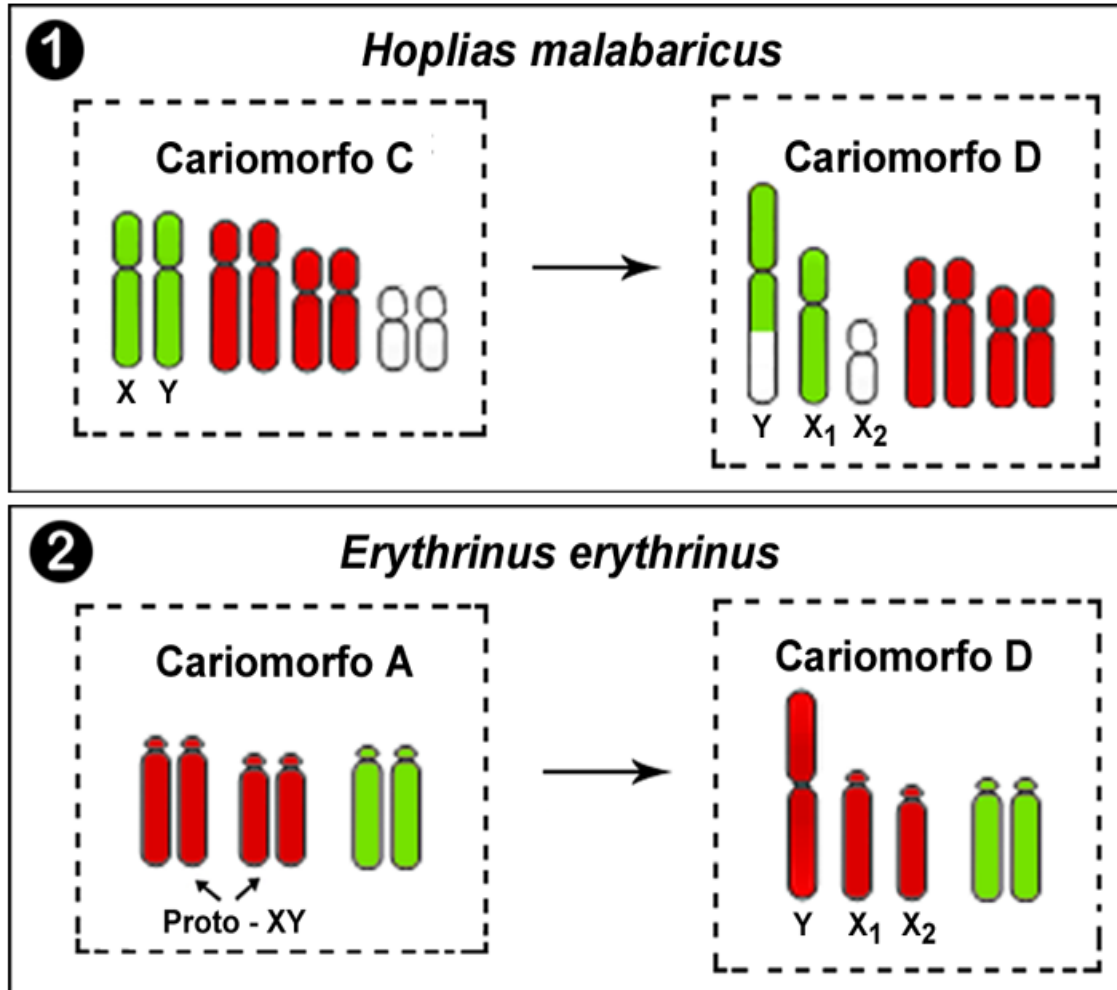 1
Hoplias malabaricus
Cariomorfo C
Cariomorfo D
X Y
Y X₁ X₂
2
Erythrinus erythrinus
Cariomorfo A
Cariomorfo D
Proto - XY
Y X₁ X₂